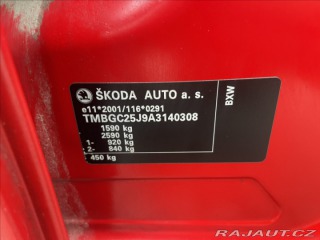 ŠKODA AUTO a. s.
e11*2001/116*0291
TMBGC25J9A3140308
1590 kg
2590 kg
1- 920 kg
2- 840 kg
450 kg
BXW
RAJAUT.CZ